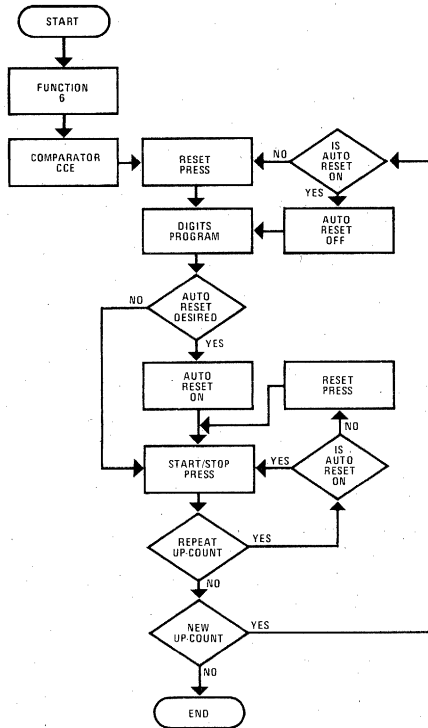 START
FUNCTION
6
COMPARATOR
CCE
RESET
PRESS
NO
IS
AUTO
RESET
ON
YES
DIGITS
PROGRAM
AUTO
RESET
OFF
NO
AUTO
RESET
DESIRED
YES
AUTO
RESET
ON
RESET
PRESS
NO
START/STOP
PRESS
YES
IS
AUTO
RESET
ON
REPEAT
UP-COUNT
YES
NO
NEW
UP-COUNT
YES
NO
END